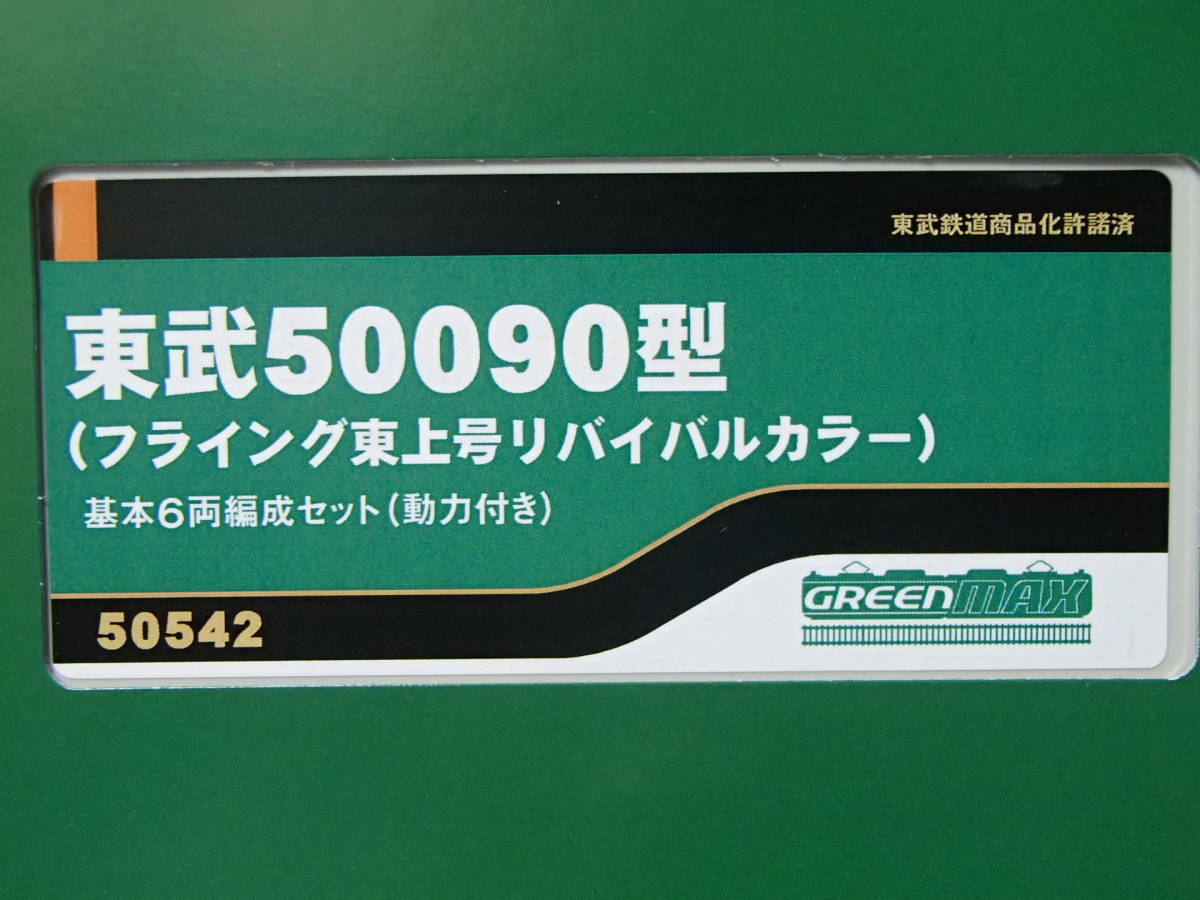 東武鉄道商品化許諾済
東武50090型
(フライング東上号リバイバルカラー)
基本6両編成セット(動力付き)
50542
GREENMAX